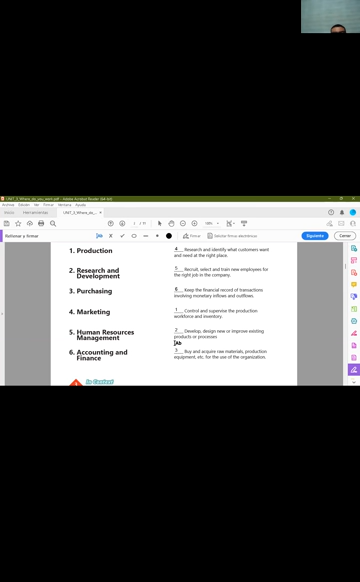 UNIT_3_Where_do_you_work.pdf - Adobe Acrobat Reader (64-bit)
Archivo Edición Ver Firmar Ventana Ayuda
Inicio Herramientas UNIT_3_Where_do_y... ×
Rellenar y firmar
Siguiente Cerrar
1. Production
4 Research and identify what customers want
and need at the right place.
2. Research and
Development
5 Recruit, select and train new employees for
the right job in the company.
3. Purchasing
6 Keep the financial record of transactions
involving monetary inflows and outflows.
4. Marketing
1 Control and supervise the production
workforce and inventory.
5. Human Resources
Management
2 Develop, design new or improve existing
products or processes
Ab
6. Accounting and
Finance
3 Buy and acquire raw materials, production
equipment, etc. for the use of the organization.
In Context